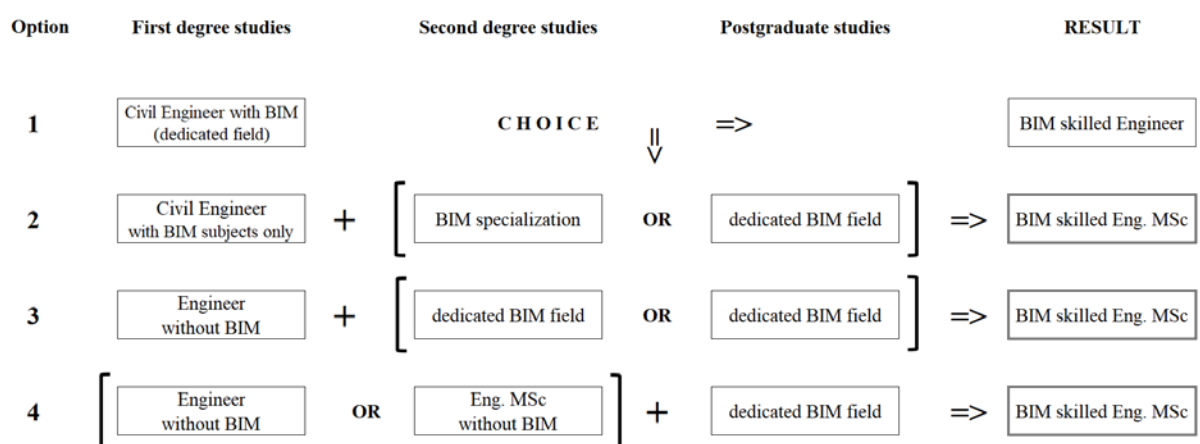 Option First degree studies Second degree studies Postgraduate studies RESULT
1
Civil Engineer with BIM
(dedicated field)
C H O I C E
=>
=>
BIM skilled Engineer
2
Civil Engineer
with BIM subjects only
+
[
BIM specialization
OR
dedicated BIM field
]
=>
BIM skilled Eng. MSc
3
Engineer
without BIM
+
[
dedicated BIM field
OR
dedicated BIM field
]
=>
BIM skilled Eng. MSc
4
[
Engineer
without BIM
OR
Eng. MSc
without BIM
]
+
dedicated BIM field
=>
BIM skilled Eng. MSc